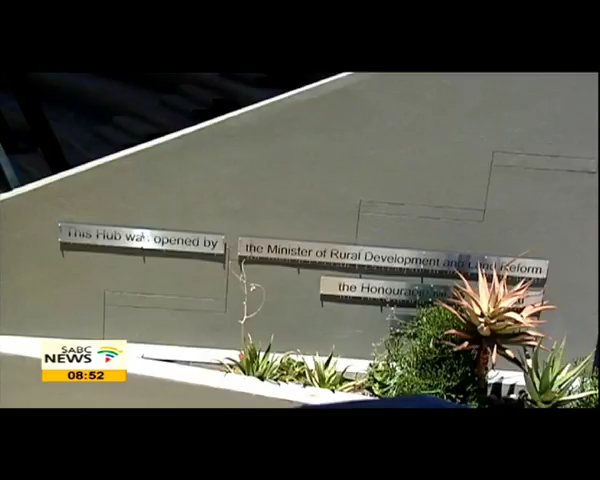 This Hub was opened by
the Minister of Rural Development and Land Reform
the Honourable
SABC
NEWS
08:52